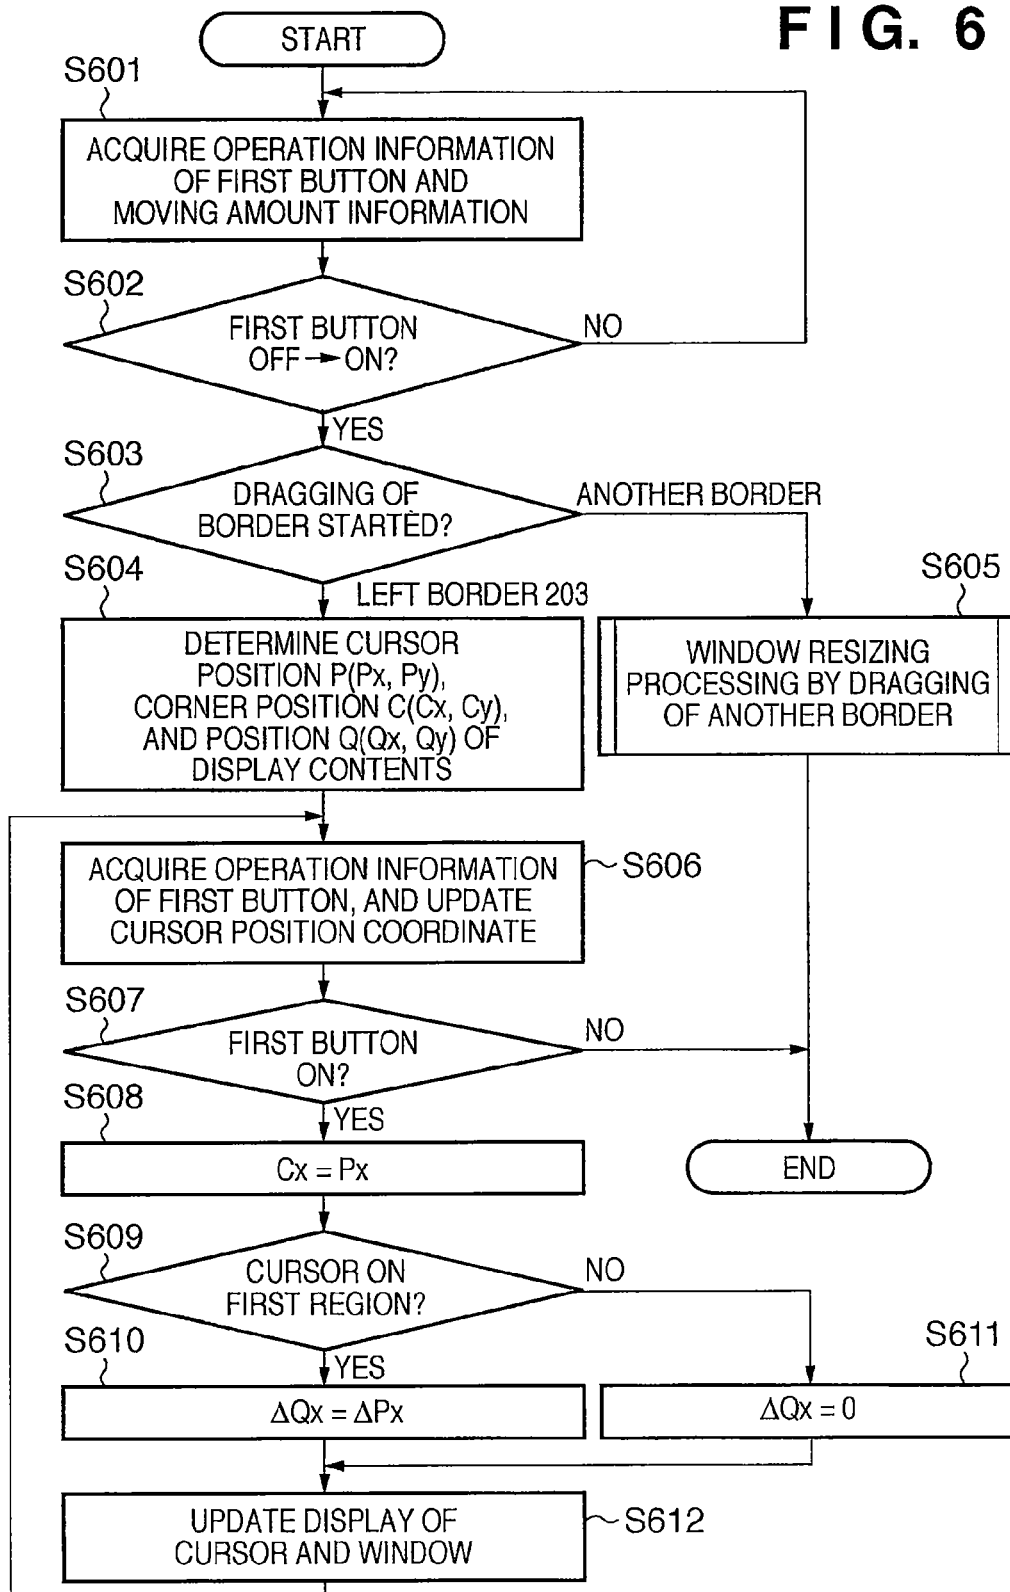 FIG. 6
START
S601
ACQUIRE OPERATION INFORMATION
OF FIRST BUTTON AND
MOVING AMOUNT INFORMATION
S602
FIRST BUTTON
OFF → ON?
NO
YES
S603
DRAGGING OF
BORDER STARTED?
ANOTHER BORDER
LEFT BORDER 203
S604
DETERMINE CURSOR
POSITION P(Px, Py),
CORNER POSITION C(Cx, Cy),
AND POSITION Q(Qx, Qy) OF
DISPLAY CONTENTS
S605
WINDOW RESIZING
PROCESSING BY DRAGGING
OF ANOTHER BORDER
ACQUIRE OPERATION INFORMATION
OF FIRST BUTTON, AND UPDATE
CURSOR POSITION COORDINATE
S606
S607
FIRST BUTTON
ON?
NO
YES
S608
Cx = Px
END
S609
CURSOR ON
FIRST REGION?
NO
YES
S610
ΔQx = ΔPx
S611
ΔQx = 0
UPDATE DISPLAY OF
CURSOR AND WINDOW
S612